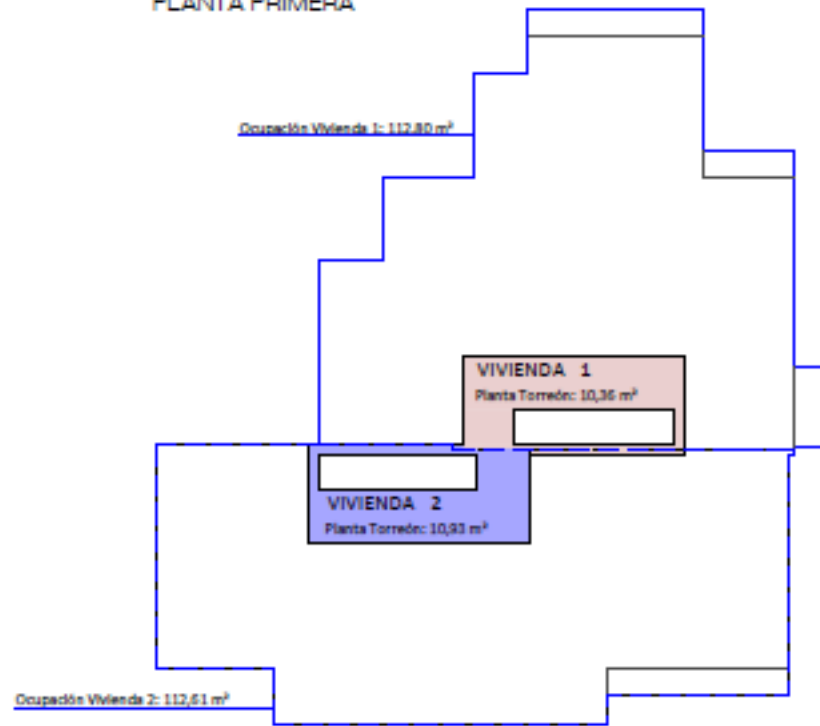 PLANTA PRIMERA
Ocupación Vivienda 1: 112.80 m²
VIVIENDA 1
Planta Torreón: 10,36 m²
VIVIENDA 2
Planta Torreón: 10,93 m²
Ocupación Vivienda 2: 112,61 m²